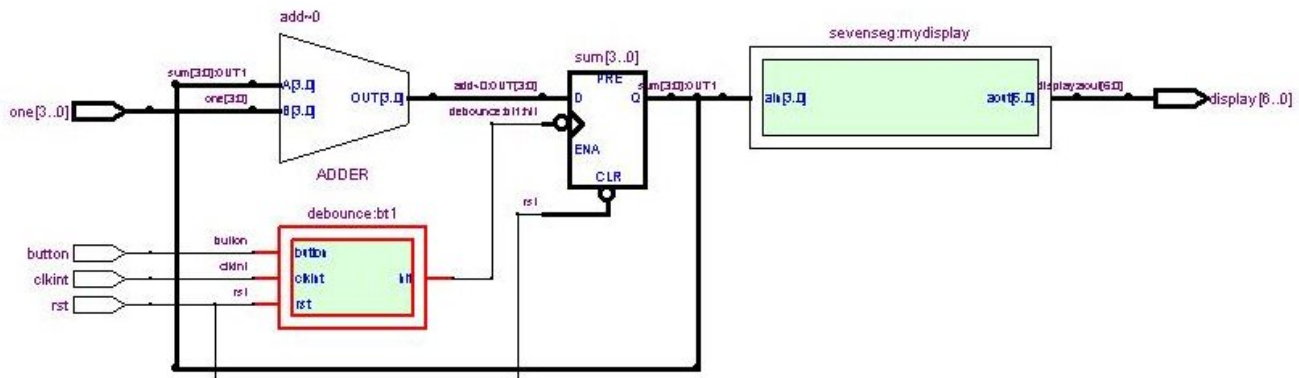 add~0
sevenseg:mydisplay
sum[3..0]
sum[3:0]:OUT1
A[3..0]
PRE
sum[3:0]:OUT1
one[3..0]
one[3:0]
B[3..0]
OUT[3..0]
add~0:OUT[3:0]
D
Q
ain[3..0]
aout[6..0]
display:aout[6:0]
display[6..0]
debounce:bt1:hit
ENA
ADDER
CLR
rst
debounce:bt1
button
button
button
clkint
clkint
clkint
hit
rst
rst
rst